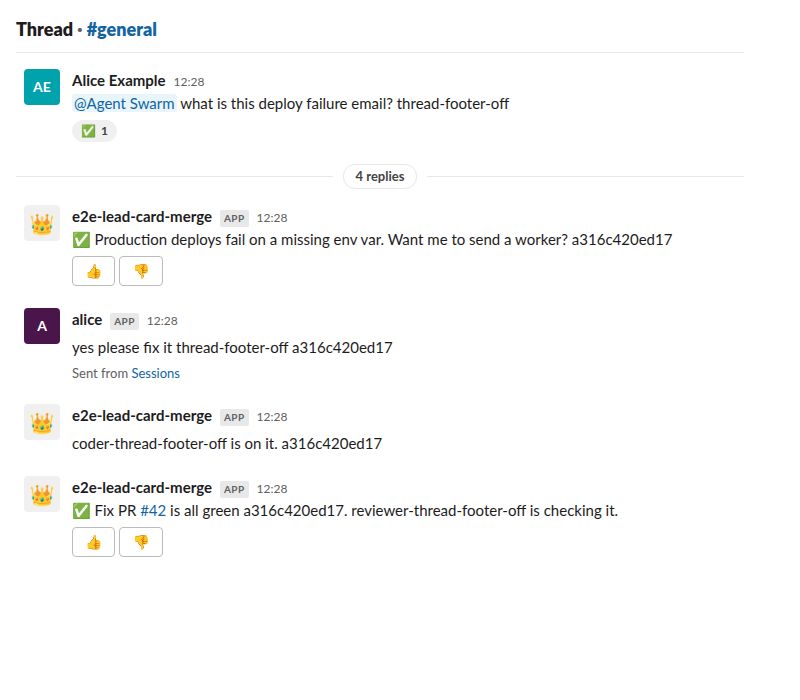 Thread • #general
AE
Alice Example 12:28
@Agent Swarm what is this deploy failure email? thread-footer-off
✅ 1
4 replies
e2e-lead-card-merge APP 12:28
✅ Production deploys fail on a missing env var. Want me to send a worker? a316c420ed17
👍 👎
A
alice APP 12:28
yes please fix it thread-footer-off a316c420ed17
Sent from Sessions
e2e-lead-card-merge APP 12:28
coder-thread-footer-off is on it. a316c420ed17
e2e-lead-card-merge APP 12:28
✅ Fix PR #42 is all green a316c420ed17. reviewer-thread-footer-off is checking it.
👍 👎